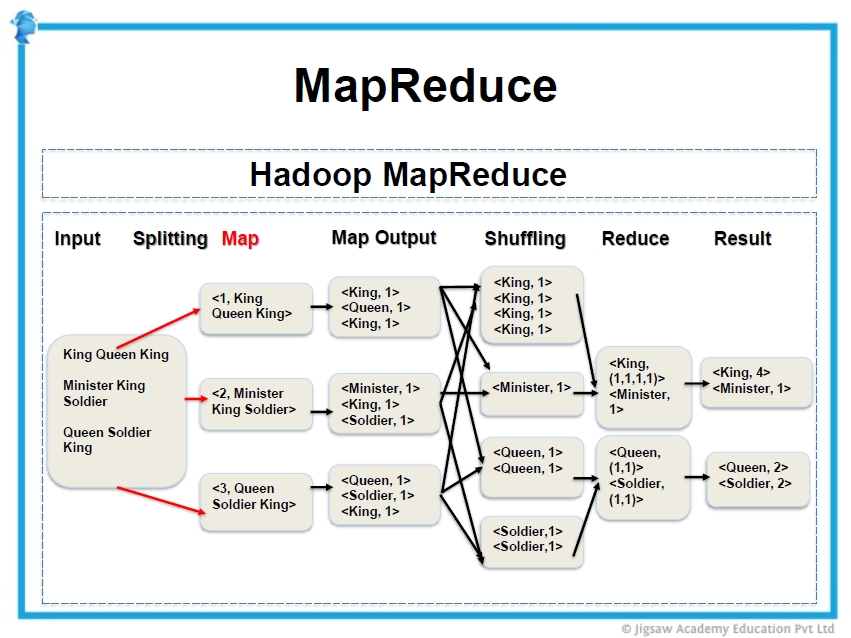 MapReduce
Hadoop MapReduce
Input
Splitting
Map
Map Output
Shuffling
Reduce
Result
King Queen King
Minister King
Soldier
Queen Soldier
King
<1, King
Queen King>
<2, Minister
King Soldier>
<3, Queen
Soldier King>
<King, 1>
<Queen, 1>
<King, 1>
<Minister, 1>
<King, 1>
<Soldier, 1>
<Queen, 1>
<Soldier, 1>
<King, 1>
<King, 1>
<King, 1>
<King, 1>
<King, 1>
<Minister, 1>
<Queen, 1>
<Queen, 1>
<Soldier,1>
<Soldier,1>
<King,
(1,1,1,1)>
<Minister,
1>
<Queen,
(1,1)>
<Soldier,
(1,1)>
<King, 4>
<Minister, 1>
<Queen, 2>
<Soldier, 2>
© Jigsaw Academy Education Pvt Ltd